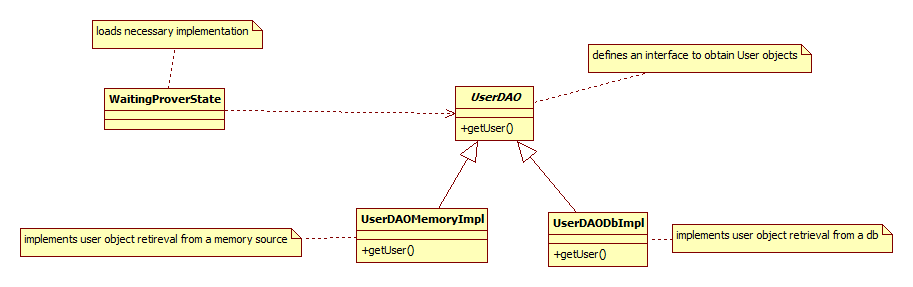 loads necessary implementation
defines an interface to obtain User objects
WaitingProverState
UserDAO
+getUser()
UserDAOMemoryImpl
+getUser()
UserDAODbImpl
+getUser()
implements user object retireval from a memory source
implements user object retrieval from a db